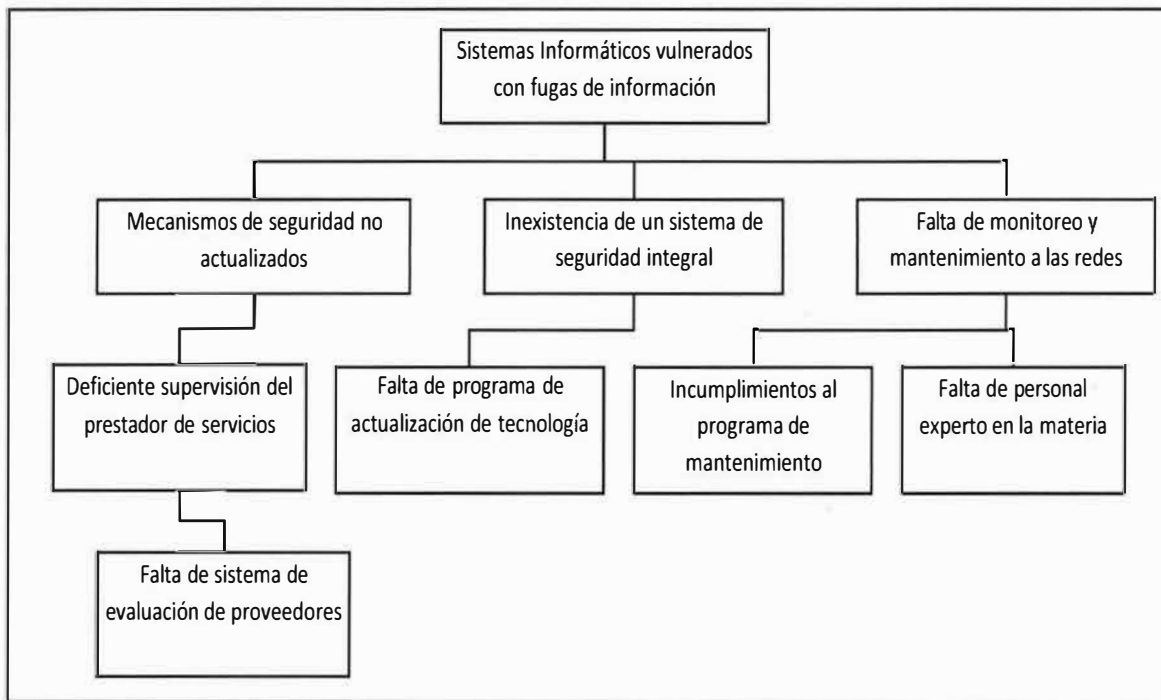 Sistemas Informáticos vulnerados
con fugas de información
Mecanismos de seguridad no
actualizados
Inexistencia de un sistema de
seguridad integral
Falta de monitoreo y
mantenimiento a las redes
Deficiente supervisión del
prestador de servicios
Falta de programa de
actualización de tecnología
Incumplimientos al
programa de
mantenimiento
Falta de personal
experto en la materia
Falta de sistema de
evaluación de proveedores